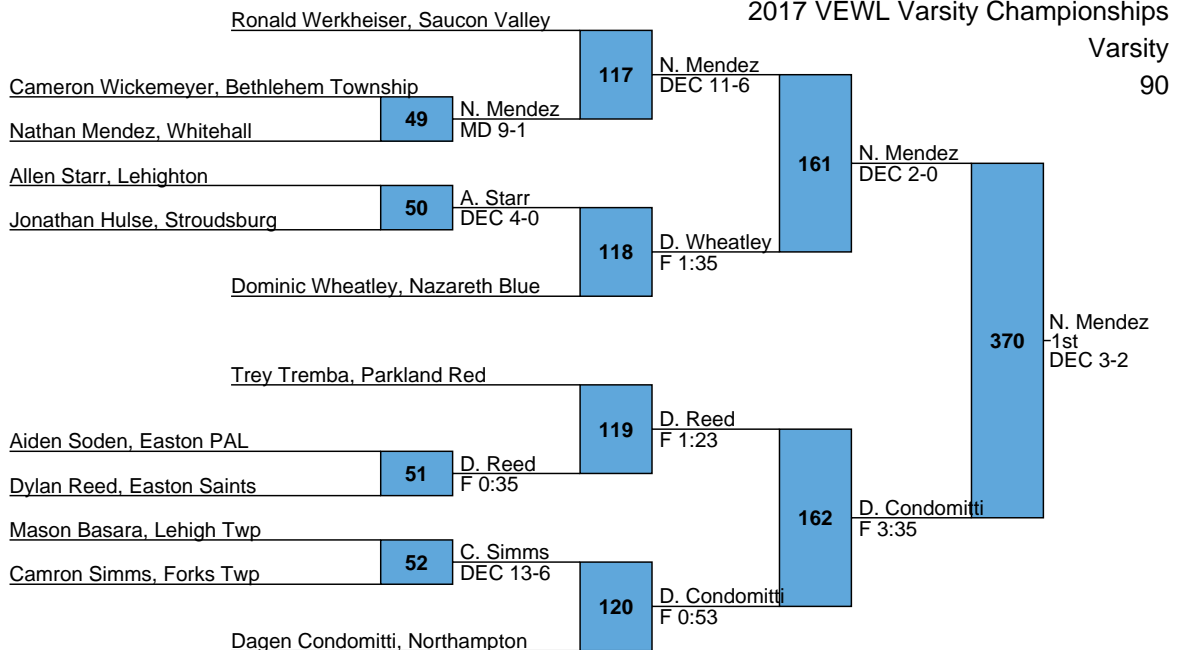 2017 VEWL Varsity Championships
Varsity
90
Ronald Werkheiser, Saucon Valley
117
N. Mendez
DEC 11-6
Cameron Wickemeyer, Bethlehem Township
49
N. Mendez
MD 9-1
Nathan Mendez, Whitehall
161
N. Mendez
DEC 2-0
Allen Starr, Lehighton
50
A. Starr
DEC 4-0
Jonathan Hulse, Stroudsburg
118
D. Wheatley
F 1:35
Dominic Wheatley, Nazareth Blue
370
N. Mendez
1st
DEC 3-2
Trey Tremba, Parkland Red
119
D. Reed
F 1:23
Aiden Soden, Easton PAL
51
D. Reed
F 0:35
Dylan Reed, Easton Saints
162
D. Condomitti
F 3:35
Mason Basara, Lehigh Twp
52
C. Simms
DEC 13-6
Camron Simms, Forks Twp
120
D. Condomitti
F 0:53
Dagen Condomitti, Northampton